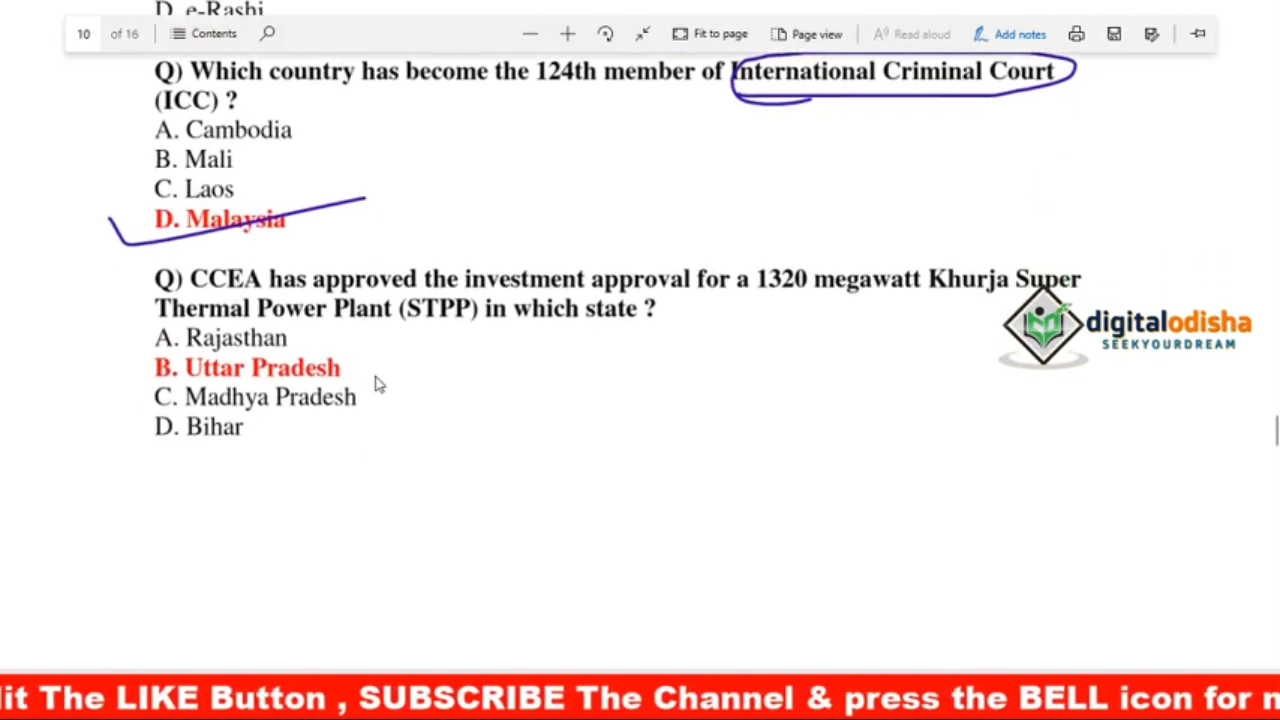 D. e-Rashi
10 of 16 Contents Fit to page Page view Read aloud Add notes
Q) Which country has become the 124th member of International Criminal Court
(ICC) ?
A. Cambodia
B. Mali
C. Laos
D. Malaysia
Q) CCEA has approved the investment approval for a 1320 megawatt Khurja Super
Thermal Power Plant (STPP) in which state ?
A. Rajasthan
B. Uttar Pradesh
C. Madhya Pradesh
D. Bihar
digitalodisha
SEEKYOURDREAM
The LIKE Button , SUBSCRIBE The Channel & press the BELL icon for